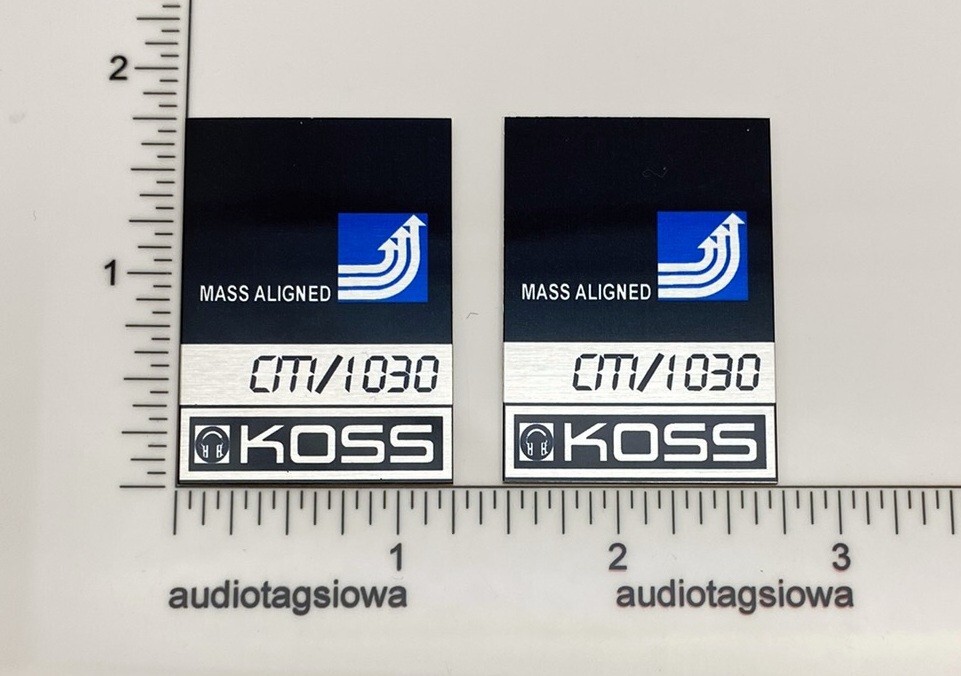 2
1
MASS ALIGNED
CM/1030
KOSS
MASS ALIGNED
CM/1030
KOSS
1 2 3
audiotagsiowa audiotagsiowa